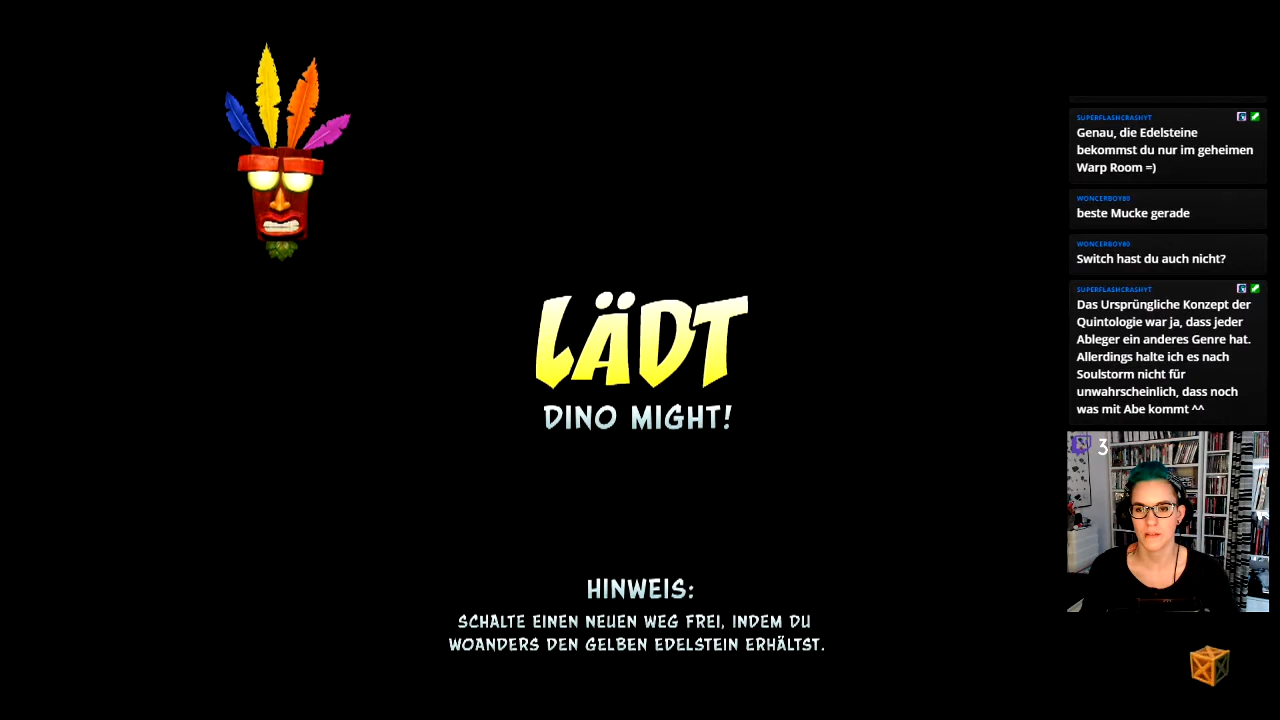 LÄDT
DINO MIGHT!
HINWEIS:
SCHALTE EINEN NEUEN WEG FREI, INDEM DU
WOANDERS DEN GELBEN EDELSTEIN ERHÄLTST.
SUPERFLASHCRASHYT
Genau, die Edelsteine
bekommst du nur im geheimen
Warp Room =)
WONCERBOY80
beste Mucke gerade
WONCERBOY80
Switch hast du auch nicht?
SUPERFLASHCRASHYT
Das Ursprüngliche Konzept der
Quintologie war ja, dass jeder
Ableger ein anderes Genre hat.
Allerdings halte ich es nach
Soulstorm nicht für
unwahrscheinlich, dass noch
was mit Abe kommt ^^
3